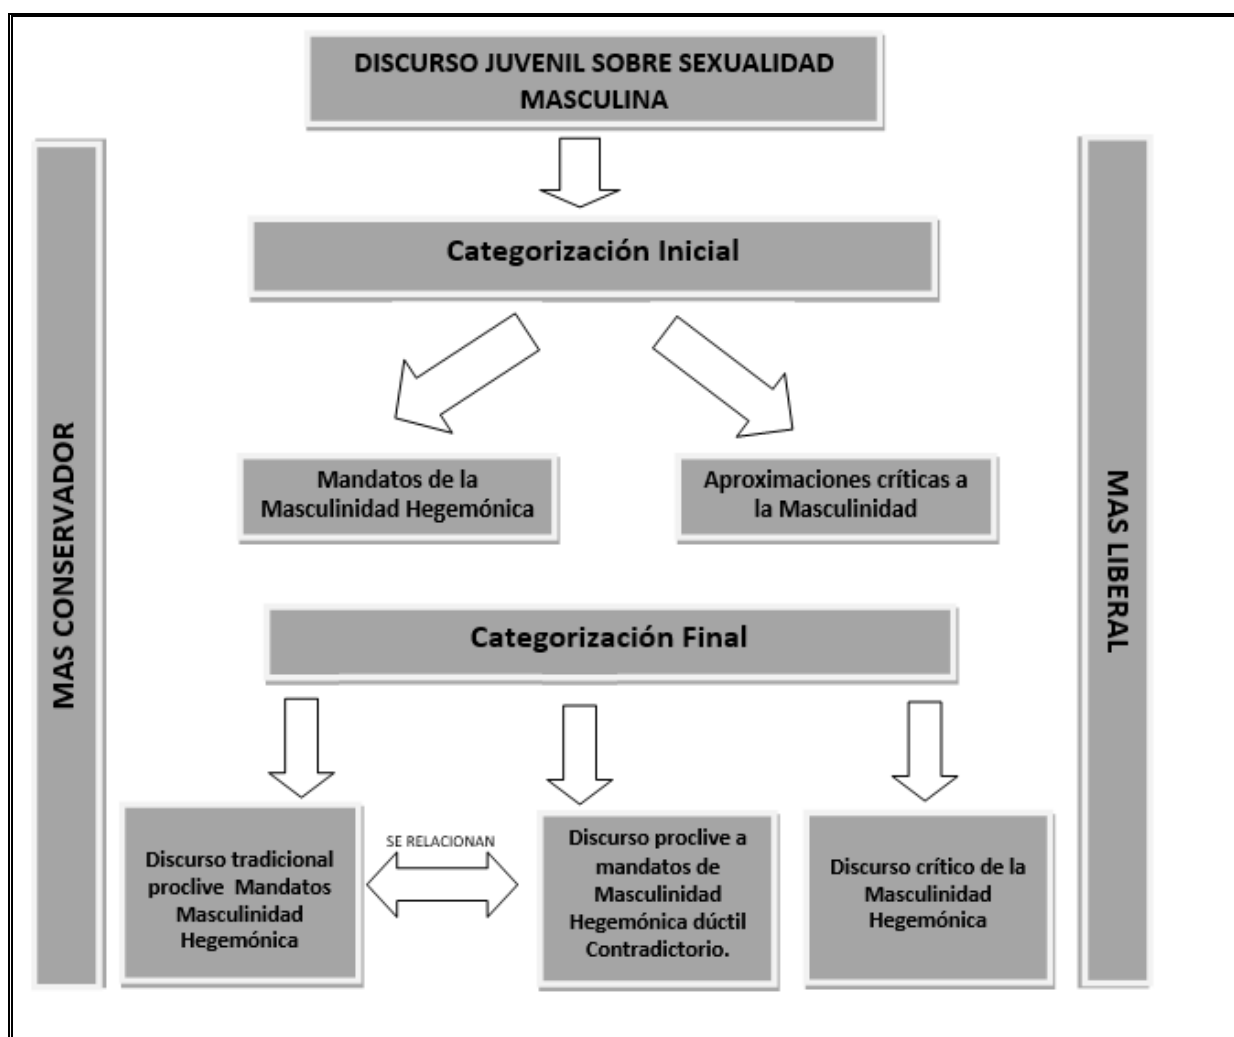 DISCURSO JUVENIL SOBRE SEXUALIDAD
MASCULINA
Categorización Inicial
MAS CONSERVADOR
MAS LIBERAL
Mandatos de la
Masculinidad Hegemónica
Aproximaciones críticas a
la Masculinidad
Categorización Final
Discurso tradicional
proclive Mandatos
Masculinidad
Hegemónica
SE RELACIONAN
Discurso proclive a
mandatos de
Masculinidad
Hegemónica dúctil
Contradictorio.
Discurso crítico de la
Masculinidad
Hegemónica